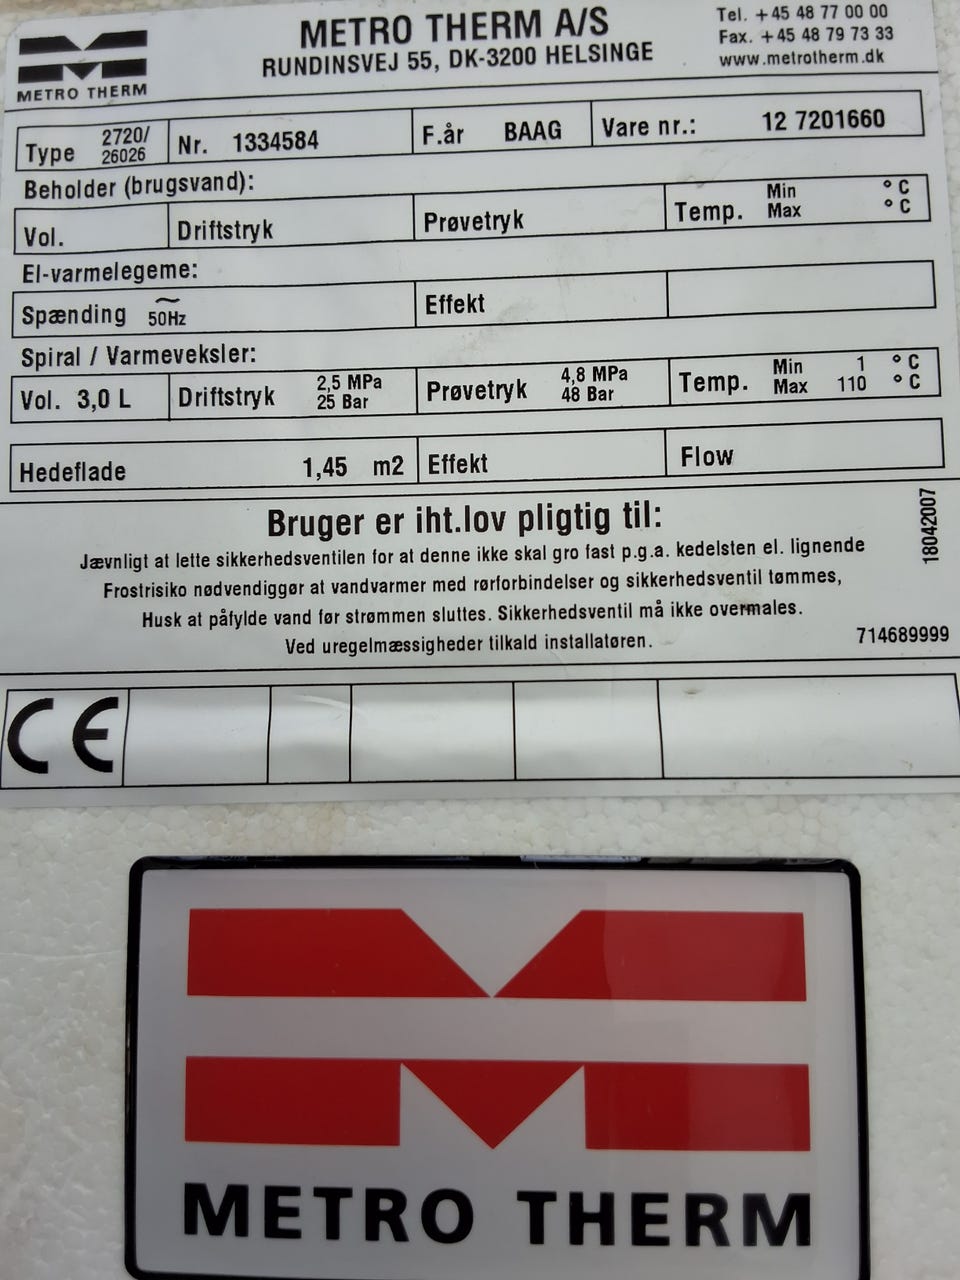 METRO THERM
METRO THERM A/S
RUNDINSVEJ 55, DK-3200 HELSINGE
Tel. +45 48 77 00 00
Fax. +45 48 79 73 33
www.metrotherm.dk
Type 2720/
26026
Nr. 1334584
F.år BAAG
Vare nr.: 12 7201660
Beholder (brugsvand):
Vol.
Driftstryk
Prøvetryk
Temp. Min °C
Max °C
El-varmelegeme:
Spænding ~
50Hz
Effekt
Spiral / Varmeveksler:
Vol. 3,0 L
Driftstryk 2,5 MPa
25 Bar
Prøvetryk 4,8 MPa
48 Bar
Temp. Min 1 °C
Max 110 °C
Hedeflade 1,45 m2
Effekt
Flow
Bruger er iht.lov pligtig til:
Jævnligt at lette sikkerhedsventilen for at denne ikke skal gro fast p.g.a. kedelsten el. lignende
Frostrisiko nødvendiggør at vandvarmer med rørforbindelser og sikkerhedsventil tømmes,
Husk at påfylde vand før strømmen sluttes. Sikkerhedsventil må ikke overmales.
Ved uregelmæssigheder tilkald installatøren.
18042007
714689999
CE
METRO THERM